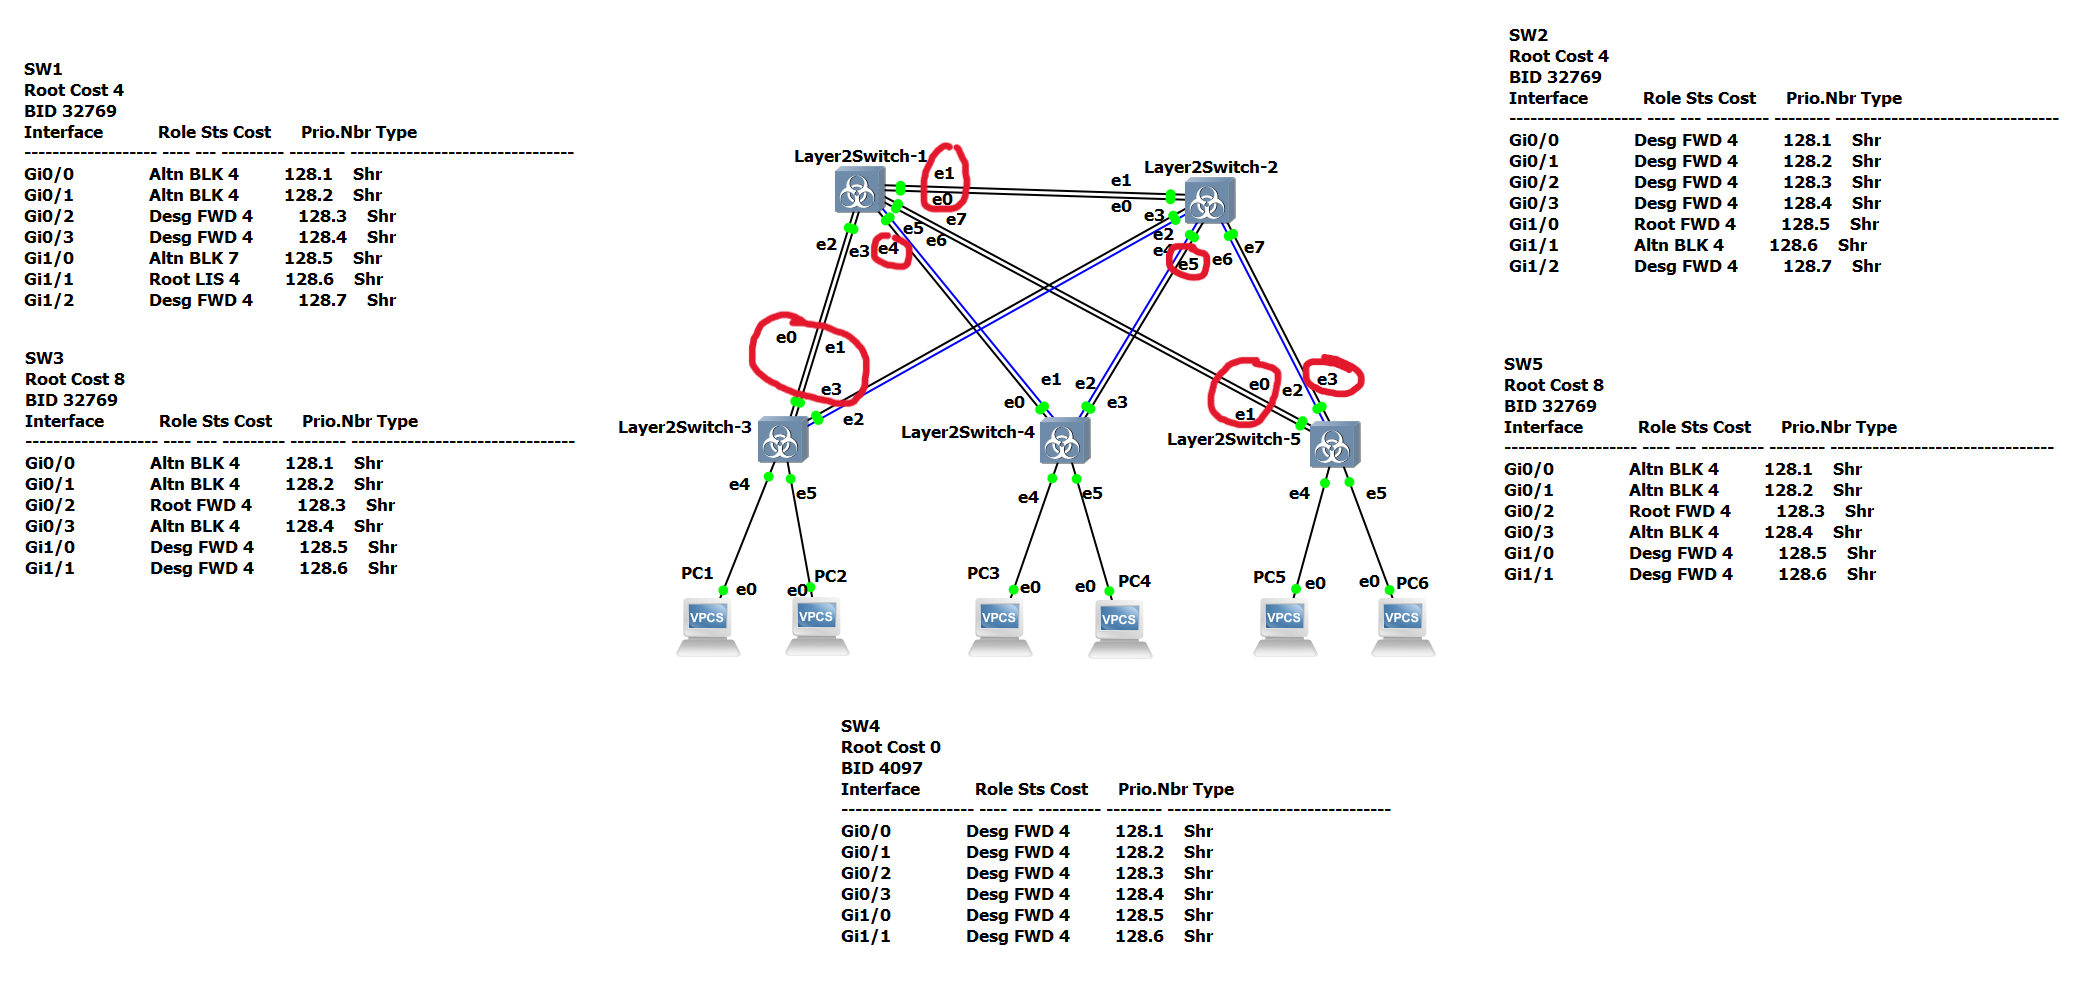 SW1
Root Cost 4
BID 32769
Interface Role Sts Cost Prio.Nbr Type
------------------- ---- --- --------- -------- --------------------------------
Gi0/0 Altn BLK 4 128.1 Shr
Gi0/1 Altn BLK 4 128.2 Shr
Gi0/2 Desg FWD 4 128.3 Shr
Gi0/3 Desg FWD 4 128.4 Shr
Gi1/0 Altn BLK 7 128.5 Shr
Gi1/1 Root LIS 4 128.6 Shr
Gi1/2 Desg FWD 4 128.7 Shr
SW2
Root Cost 4
BID 32769
Interface Role Sts Cost Prio.Nbr Type
------------------- ---- --- --------- -------- --------------------------------
Gi0/0 Desg FWD 4 128.1 Shr
Gi0/1 Desg FWD 4 128.2 Shr
Gi0/2 Desg FWD 4 128.3 Shr
Gi0/3 Desg FWD 4 128.4 Shr
Gi1/0 Root FWD 4 128.5 Shr
Gi1/1 Altn BLK 4 128.6 Shr
Gi1/2 Desg FWD 4 128.7 Shr
SW3
Root Cost 8
BID 32769
Interface Role Sts Cost Prio.Nbr Type
------------------- ---- --- --------- -------- --------------------------------
Gi0/0 Altn BLK 4 128.1 Shr
Gi0/1 Altn BLK 4 128.2 Shr
Gi0/2 Root FWD 4 128.3 Shr
Gi0/3 Altn BLK 4 128.4 Shr
Gi1/0 Desg FWD 4 128.5 Shr
Gi1/1 Desg FWD 4 128.6 Shr
Layer2Switch-1
Layer2Switch-2
e1
e0
e7
e5
e6
e2
e3
e4
e1
e0
e3
e2
e4
e5
e6
e7
e0
e1
e3
e2
e1
e0
e2
e3
e0
e1
e2
e3
Layer2Switch-3
Layer2Switch-4
Layer2Switch-5
e4
e5
e4
e5
e4
e5
PC1
e0
e0
PC2
PC3
e0
e0
PC4
PC5
e0
e0
PC6
VPCS
VPCS
VPCS
VPCS
VPCS
VPCS
SW5
Root Cost 8
BID 32769
Interface Role Sts Cost Prio.Nbr Type
------------------- ---- --- --------- -------- --------------------------------
Gi0/0 Altn BLK 4 128.1 Shr
Gi0/1 Altn BLK 4 128.2 Shr
Gi0/2 Root FWD 4 128.3 Shr
Gi0/3 Altn BLK 4 128.4 Shr
Gi1/0 Desg FWD 4 128.5 Shr
Gi1/1 Desg FWD 4 128.6 Shr
SW4
Root Cost 0
BID 4097
Interface Role Sts Cost Prio.Nbr Type
------------------- ---- --- --------- -------- --------------------------------
Gi0/0 Desg FWD 4 128.1 Shr
Gi0/1 Desg FWD 4 128.2 Shr
Gi0/2 Desg FWD 4 128.3 Shr
Gi0/3 Desg FWD 4 128.4 Shr
Gi1/0 Desg FWD 4 128.5 Shr
Gi1/1 Desg FWD 4 128.6 Shr